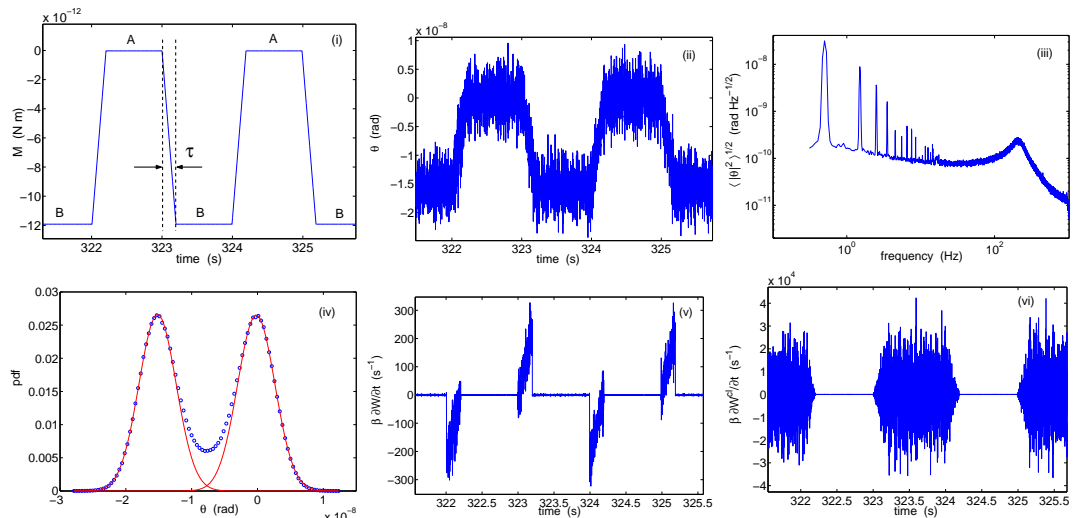 x 10⁻¹²
A
A
(i)
0
−2
−4
−6
−8
−10
−12
M (N m)
τ
B
B
B
322
323
324
325
time (s)
x 10⁻⁸
(ii)
1
0.5
0
−0.5
−1
−1.5
−2
θ (rad)
322
323
324
325
time (s)
(iii)
10⁻⁸
10⁻⁹
10⁻¹⁰
10⁻¹¹
⟨ |θ|² ⟩^1/2 (rad Hz^−1/2)
10⁰
10²
frequency (Hz)
(iv)
0.03
0.025
0.02
0.015
0.01
0.005
0
pdf
−3
−2
−1
0
1
x 10⁻⁸
θ (rad)
(v)
300
200
100
0
−100
−200
−300
β ∂W/∂t (s⁻¹)
322
322.5
323
323.5
324
324.5
325
325.5
time (s)
x 10⁴
(vi)
4
3
2
1
0
−1
−2
−3
−4
β ∂W^cl/∂t (s⁻¹)
322
322.5
323
323.5
324
324.5
325
325.5
time (s)